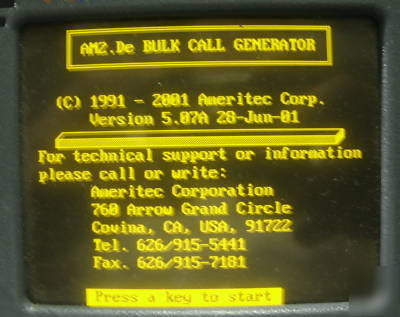 AM2.De BULK CALL GENERATOR
(C) 1991 - 2001 Ameritec Corp.
Version 5.07A 28-Jun-01
For technical support or information
please call or write:
Ameritec Corporation
760 Arrow Grand Circle
Covina, CA, USA, 91722
Tel. 626/915-5441
Fax. 626/915-7181
Press a key to start